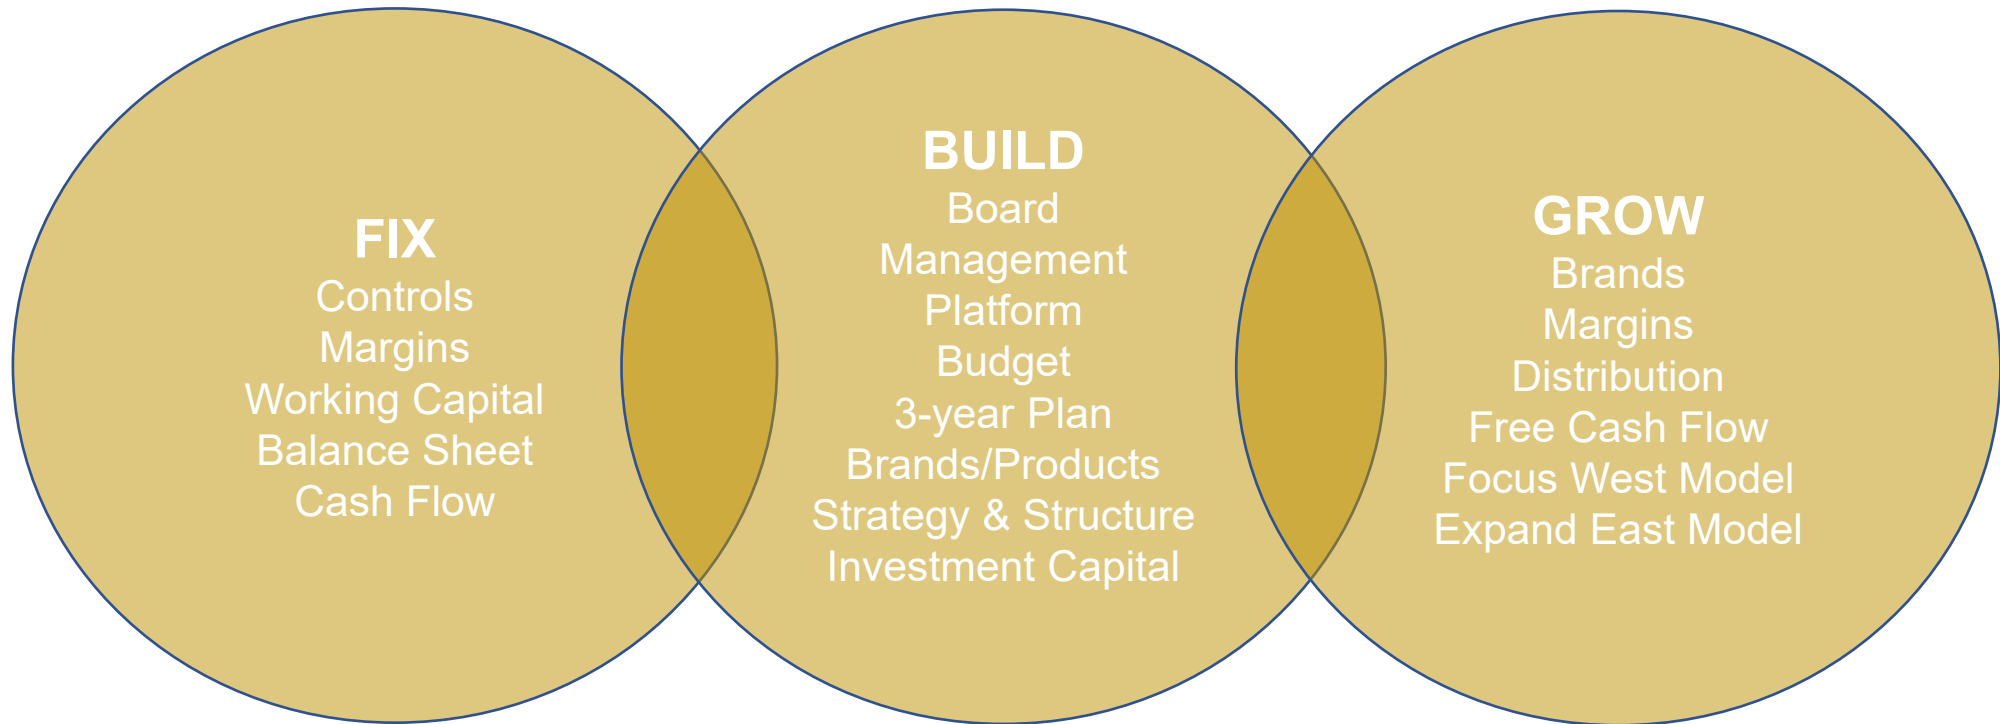 FIX
Controls
Margins
Working Capital
Balance Sheet
Cash Flow
BUILD
Board
Management
Platform
Budget
3-year Plan
Brands/Products
Strategy & Structure
Investment Capital
GROW
Brands
Margins
Distribution
Free Cash Flow
Focus West Model
Expand East Model